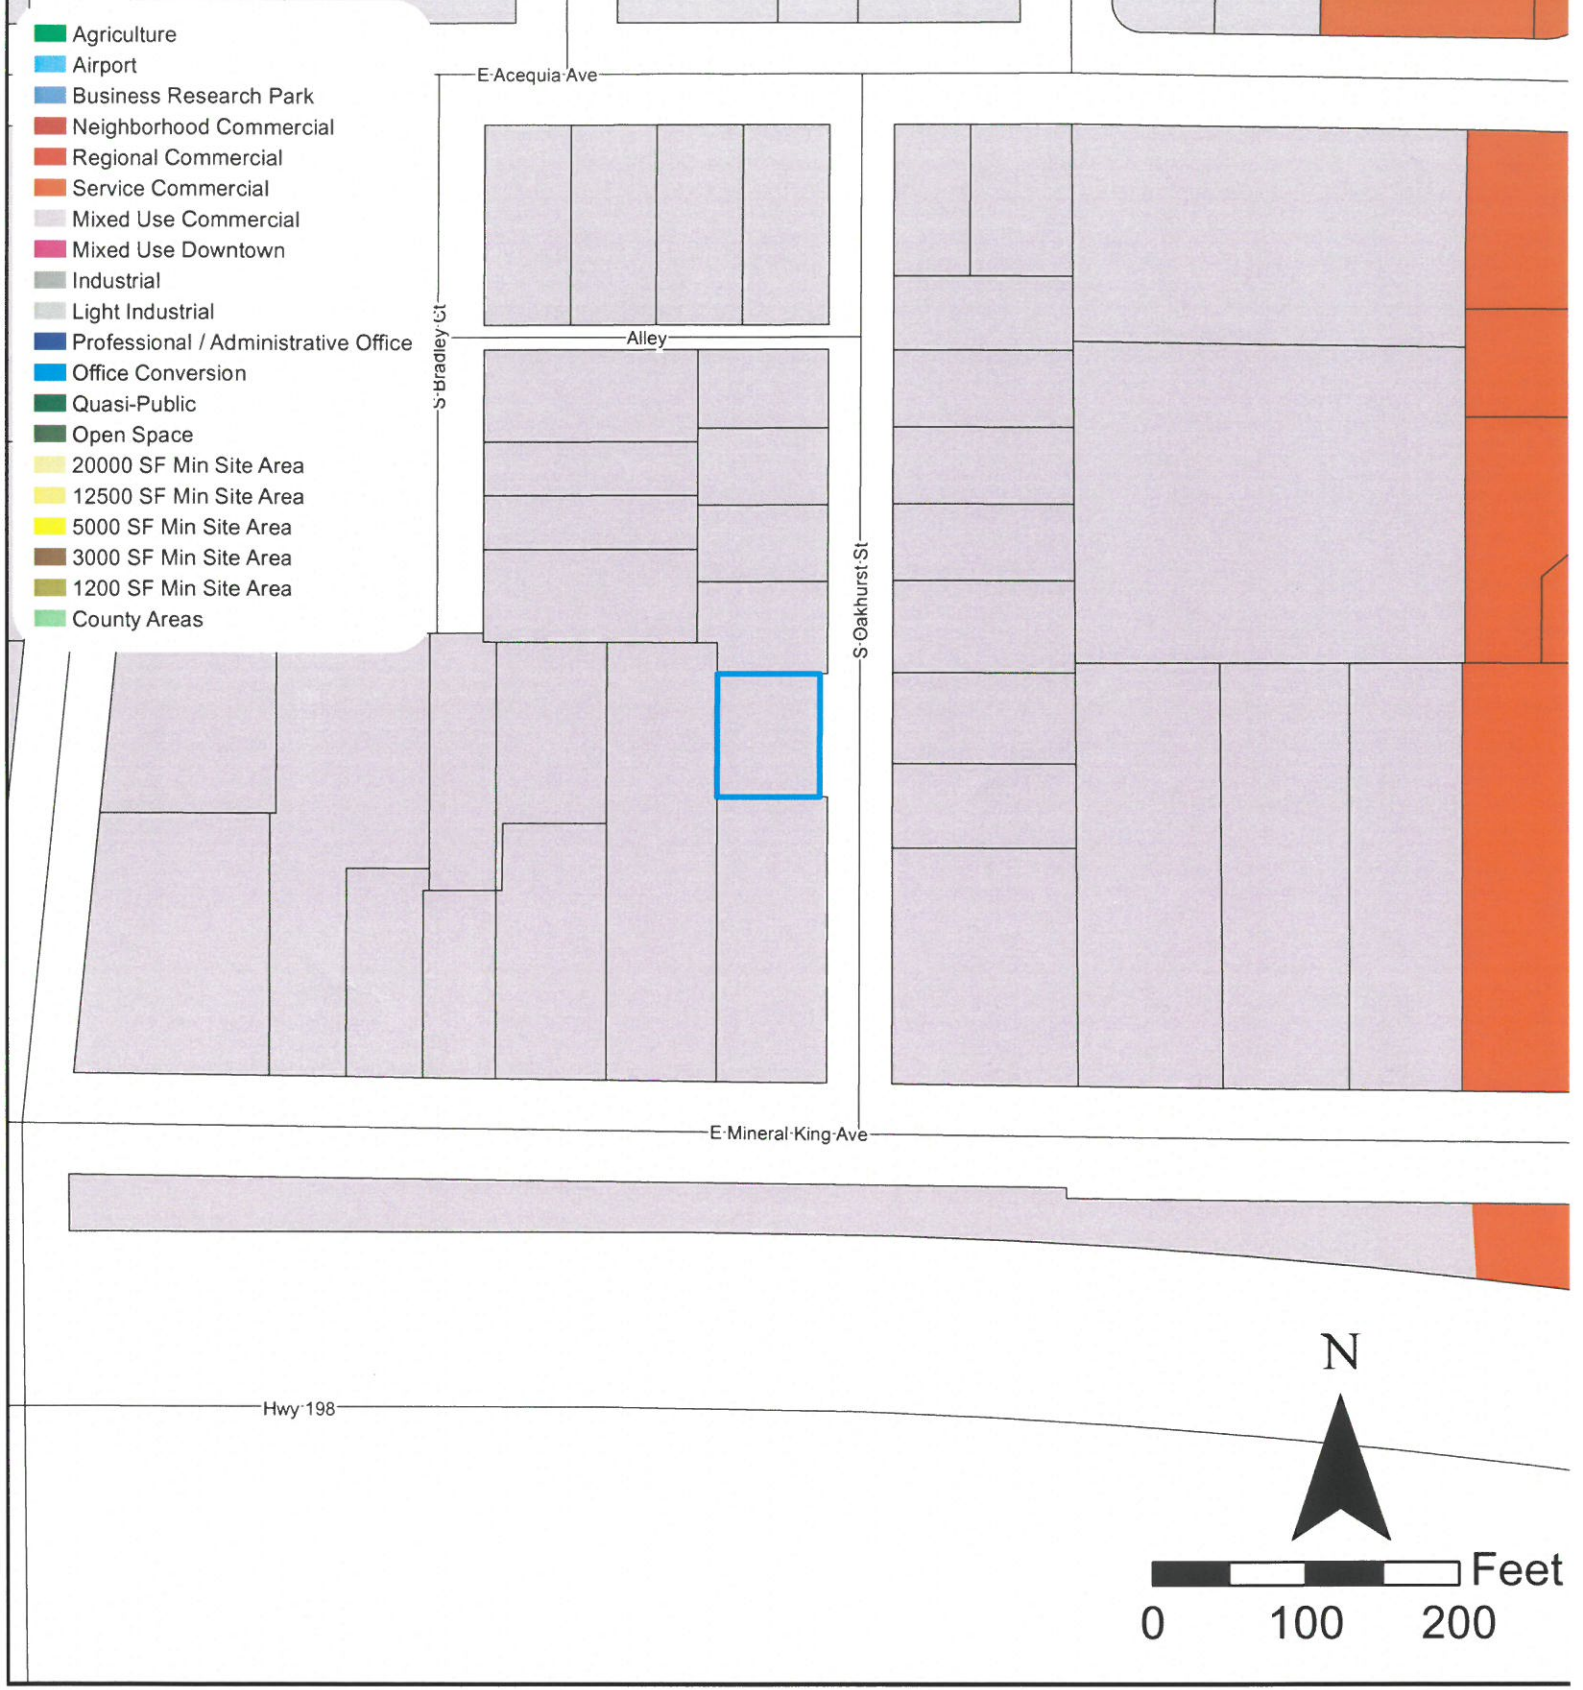 Agriculture
Airport
Business Research Park
Neighborhood Commercial
Regional Commercial
Service Commercial
Mixed Use Commercial
Mixed Use Downtown
Industrial
Light Industrial
Professional / Administrative Office
Office Conversion
Quasi-Public
Open Space
20000 SF Min Site Area
12500 SF Min Site Area
5000 SF Min Site Area
3000 SF Min Site Area
1200 SF Min Site Area
County Areas
E Acequia Ave
S Bradley Ct
Alley
S Oakhurst St
E Mineral King Ave
Hwy 198
N
Feet
0 100 200